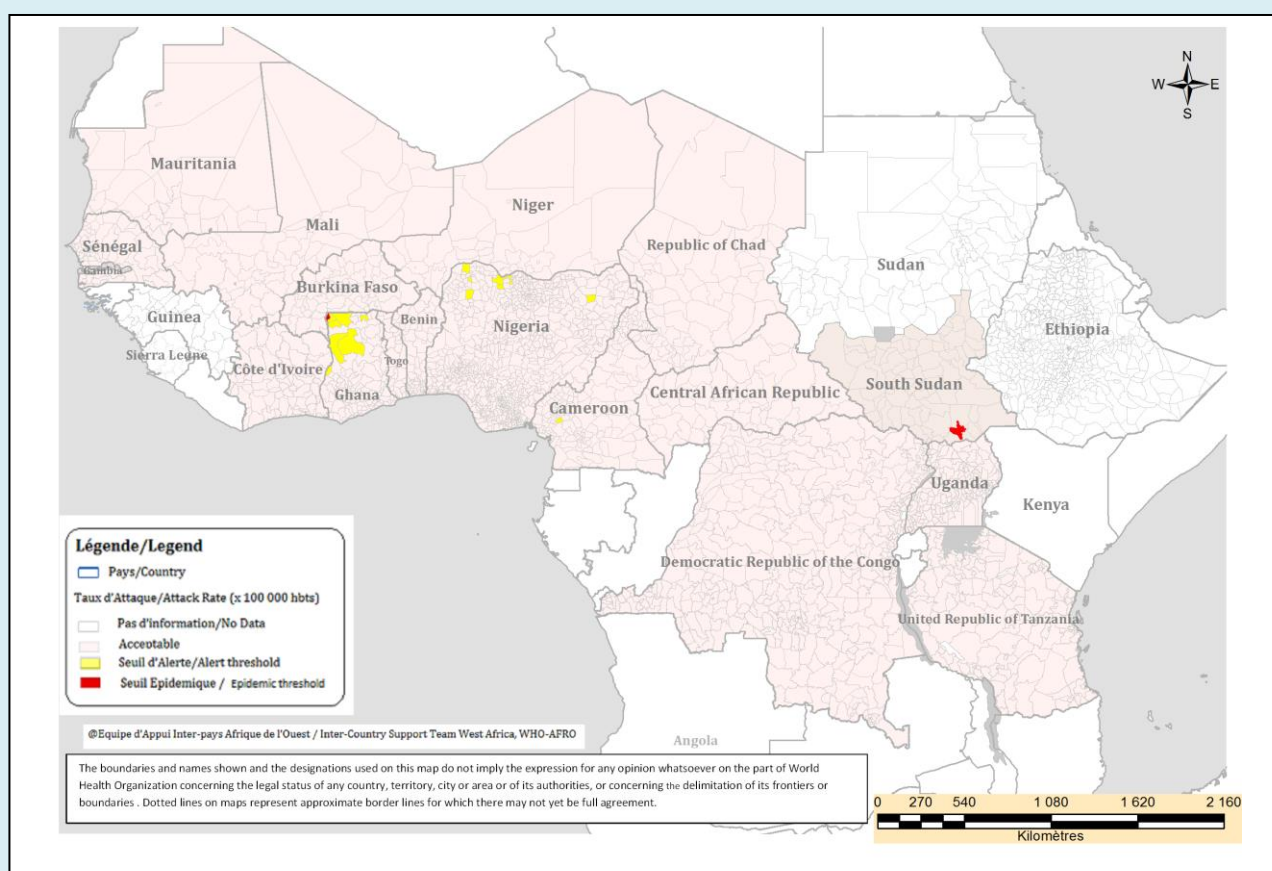 N
W E
S
Mauritania
Mali
Niger
Republic of Chad
Sudan
Sénégal
Gambia
Burkina Faso
Guinea
Benin
Nigeria
Ethiopia
Sierra Leone
Côte d'Ivoire
Togo
Ghana
Cameroon
Central African Republic
South Sudan
Uganda
Kenya
Democratic Republic of the Congo
United Republic of Tanzania
Angola
Légende/Legend
Pays/Country
Taux d'Attaque/Attack Rate (x 100 000 hbts)
Pas d'information/No Data
Acceptable
Seuil d'Alerte/Alert threshold
Seuil Epidemique / Epidemic threshold
@Equipe d'Appui Inter-pays Afrique de l'Ouest / Inter-Country Support Team West Africa, WHO-AFRO
The boundaries and names shown and the designations used on this map do not imply the expression for any opinion whatsoever on the part of World
Health Organization concerning the legal status of any country, territory, city or area or of its authorities, or concerning the delimitation of its frontiers or
boundaries . Dotted lines on maps represent approximate border lines for which there may not yet be full agreement.
0 270 540 1 080 1 620 2 160
Kilomètres